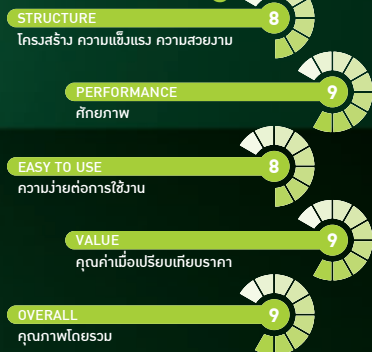 STRUCTURE
8
โครงสร้าง ความแข็งแรง ความสวยงาม
PERFORMANCE
9
ศักยภาพ
EASY TO USE
8
ความง่ายต่อการใช้งาน
VALUE
9
คุณค่าเมื่อเปรียบเทียบราคา
OVERALL
9
คุณภาพโดยรวม